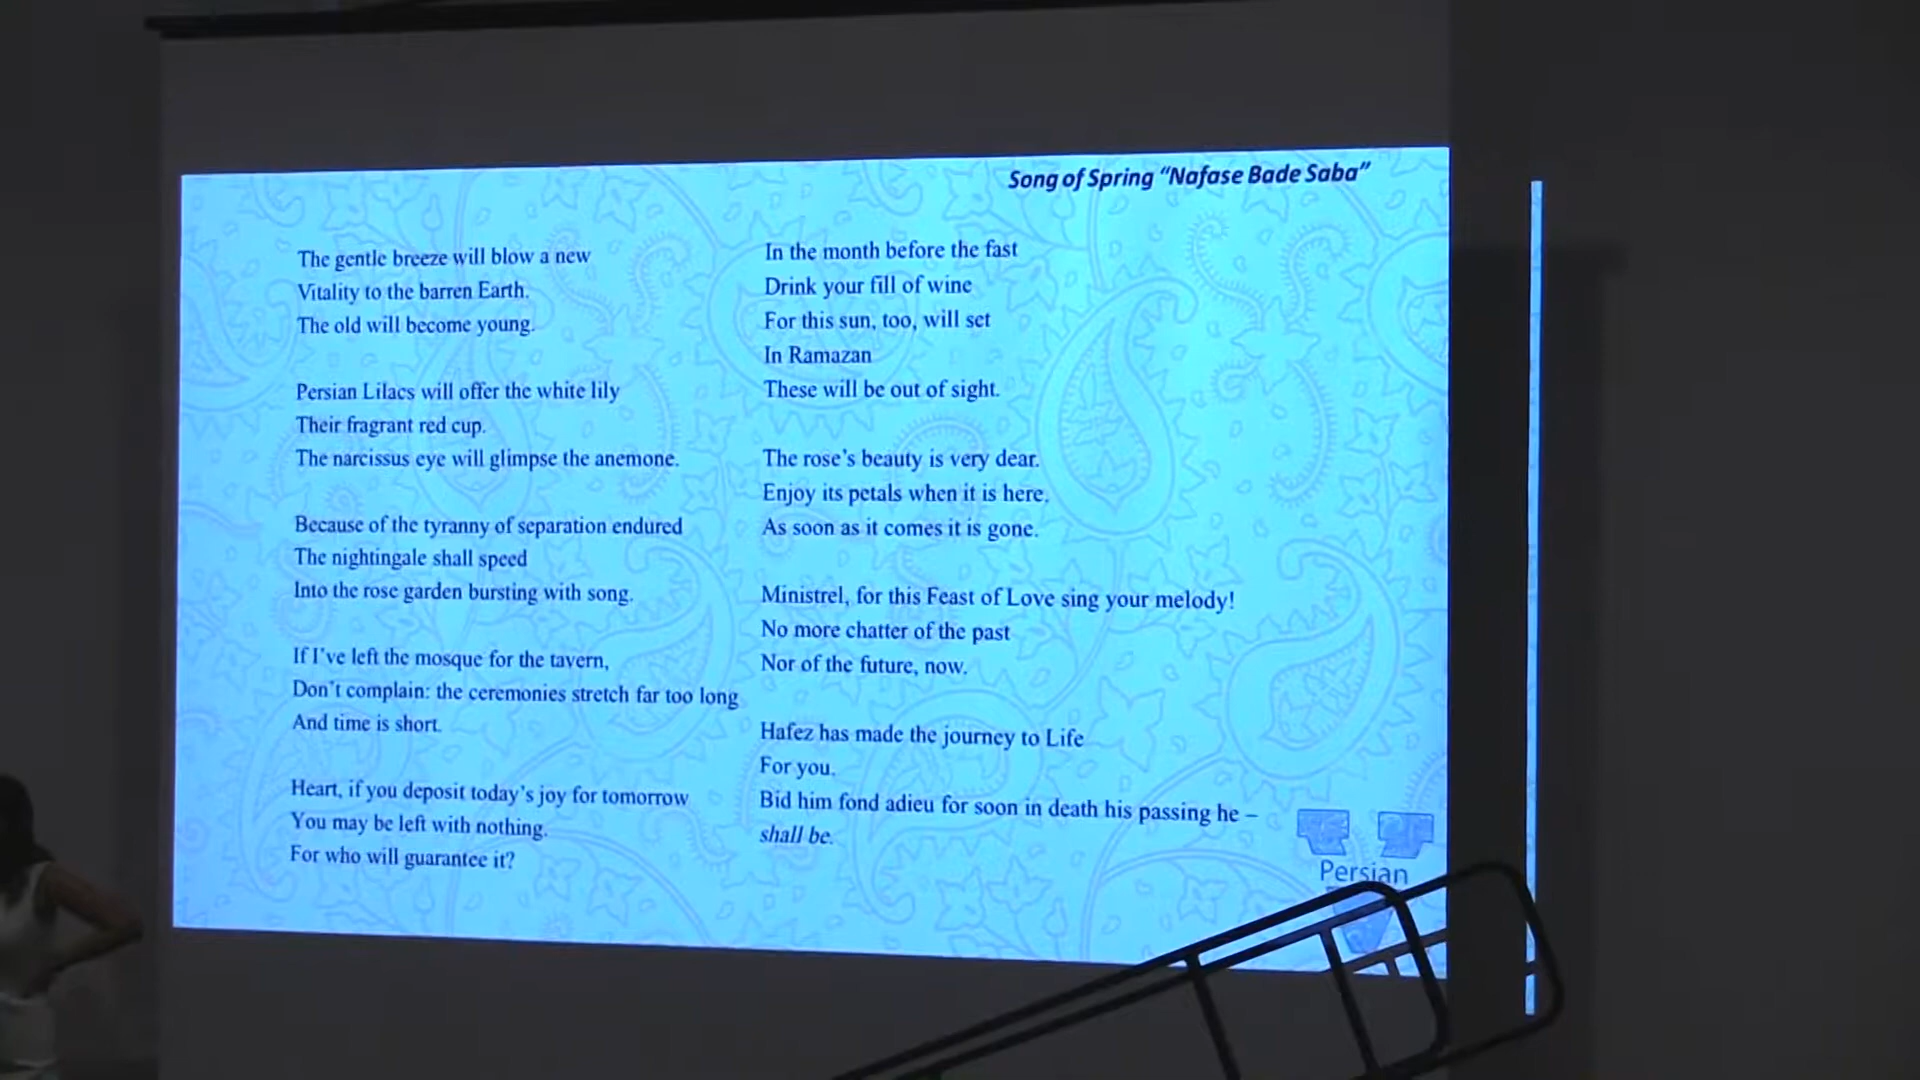 Song of Spring “Nafase Bade Saba”
The gentle breeze will blow a new
Vitality to the barren Earth.
The old will become young.
Persian Lilacs will offer the white lily
Their fragrant red cup.
The narcissus eye will glimpse the anemone.
Because of the tyranny of separation endured
The nightingale shall speed
Into the rose garden bursting with song.
If I’ve left the mosque for the tavern,
Don’t complain: the ceremonies stretch far too long
And time is short.
Heart, if you deposit today’s joy for tomorrow
You may be left with nothing.
For who will guarantee it?
In the month before the fast
Drink your fill of wine
For this sun, too, will set
In Ramazan
These will be out of sight.
The rose’s beauty is very dear.
Enjoy its petals when it is here.
As soon as it comes it is gone.
Ministrel, for this Feast of Love sing your melody!
No more chatter of the past
Nor of the future, now.
Hafez has made the journey to Life
For you.
Bid him fond adieu for soon in death his passing he –
shall be.
Persian